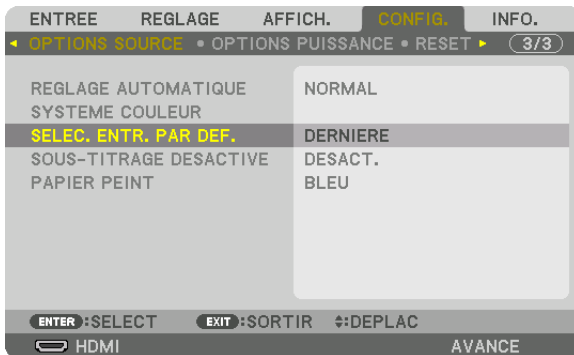 ENTREE REGLAGE AFFICH. CONFIG. INFO.
OPTIONS SOURCE • OPTIONS PUISSANCE • RESET 3/3
REGLAGE AUTOMATIQUE NORMAL
SYSTEME COULEUR
SELEC. ENTR. PAR DEF. DERNIERE
SOUS-TITRAGE DESACTIVE DESACT.
PAPIER PEINT BLEU
ENTER :SELECT EXIT :SORTIR :DEPLAC
HDMI AVANCE